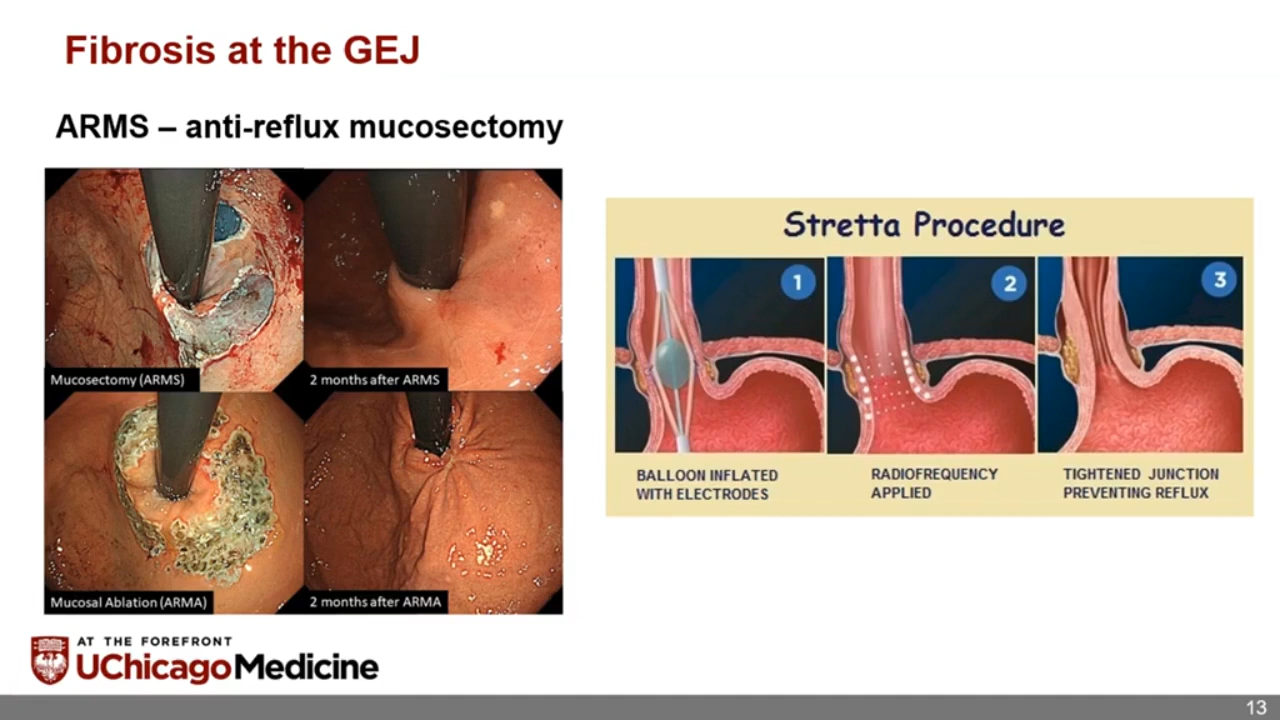 Fibrosis at the GEJ
ARMS – anti-reflux mucosectomy
Mucosectomy (ARMS)
2 months after ARMS
Mucosal Ablation (ARMA)
2 months after ARMA
Stretta Procedure
1
2
3
BALLOON INFLATED
WITH ELECTRODES
RADIOFREQUENCY
APPLIED
TIGHTENED JUNCTION
PREVENTING REFLUX
AT THE FOREFRONT
UChicagoMedicine
13